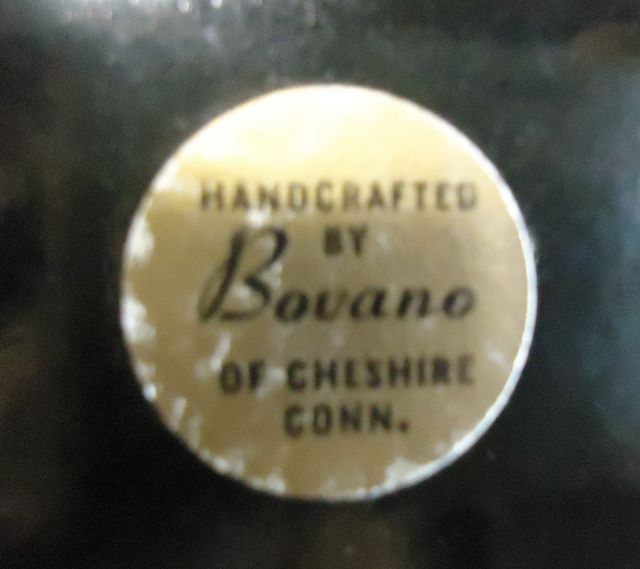 HANDCRAFTED
BY
Bovano
OF CHESHIRE
CONN.